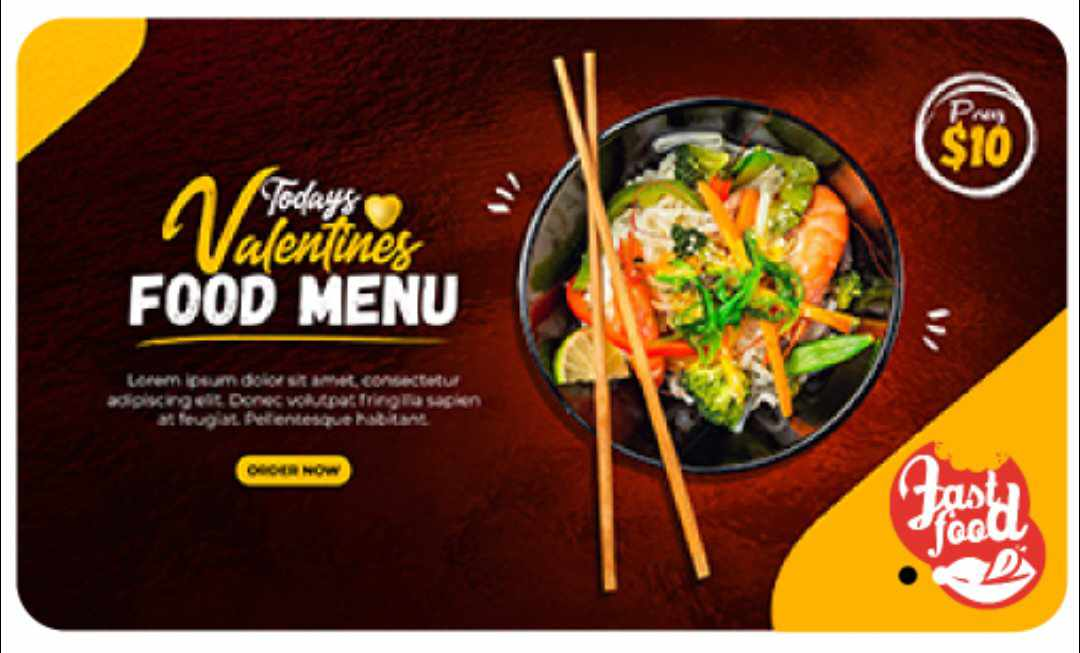 Todays
Valentines
FOOD MENU
Lorem ipsum dolor sit amet, consectetur
adipiscing elit. Donec volutpat fringilla sapien
at feugiat. Pellentesque habitant.
ORDER NOW
$10
Fast
food